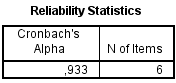 Reliability Statistics
Cronbach's
Alpha
N of Items
,933
6